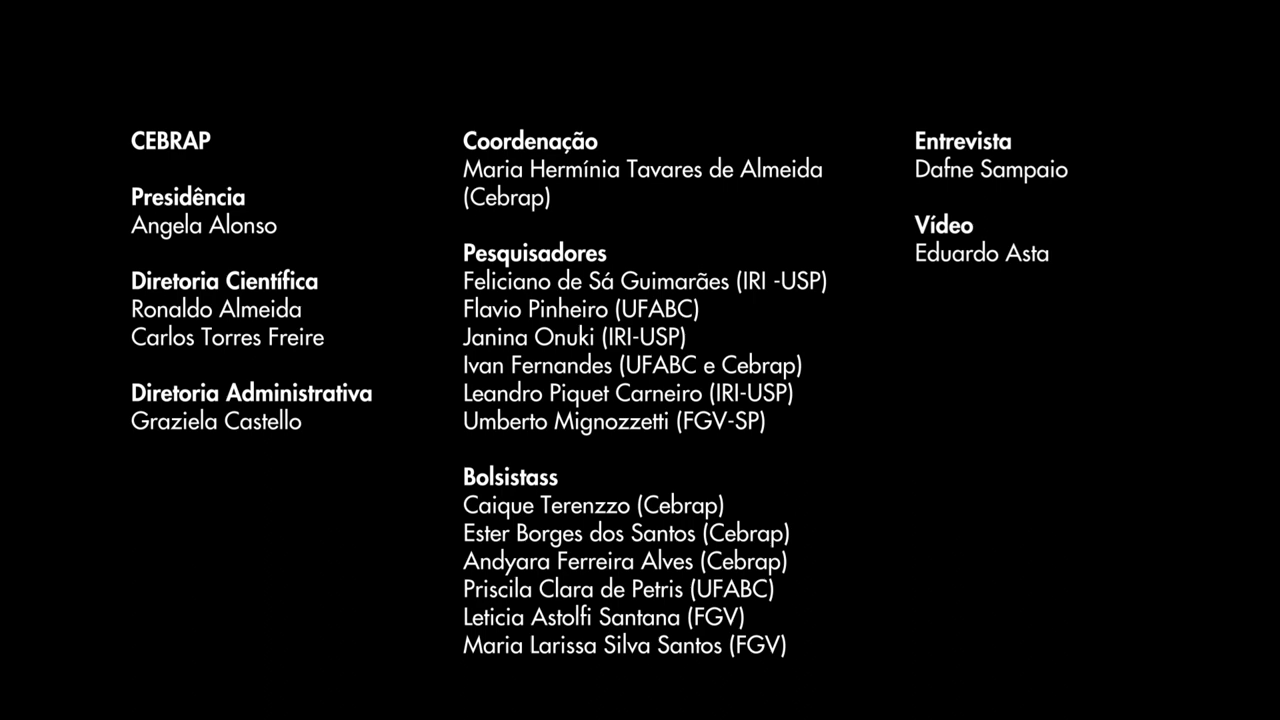 CEBRAP
Presidência
Angela Alonso
Diretoria Científica
Ronaldo Almeida
Carlos Torres Freire
Diretoria Administrativa
Graziela Castello
Coordenação
Maria Hermínia Tavares de Almeida
(Cebrap)
Pesquisadores
Feliciano de Sá Guimarães (IRI -USP)
Flavio Pinheiro (UFABC)
Janina Onuki (IRI-USP)
Ivan Fernandes (UFABC e Cebrap)
Leandro Piquet Carneiro (IRI-USP)
Umberto Mignozzetti (FGV-SP)
Bolsistass
Caique Terenzzo (Cebrap)
Ester Borges dos Santos (Cebrap)
Andyara Ferreira Alves (Cebrap)
Priscila Clara de Petris (UFABC)
Leticia Astolfi Santana (FGV)
Maria Larissa Silva Santos (FGV)
Entrevista
Dafne Sampaio
Vídeo
Eduardo Asta